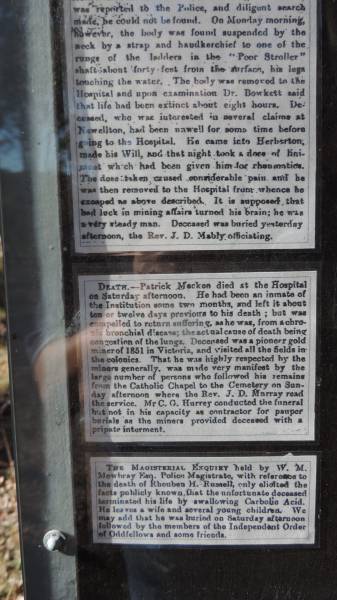 was reported to the Police, and diligent search
made, he could not be found. On Monday morning,
however, the body was found suspended by the
neck by a strap and handkerchief to one of the
rungs of the ladders in the "Poor Stroller"
shaft about forty feet from the surface, his legs
touching the water. The body was removed to the
Hospital and upon examination Dr. Bowkett said
that life had been extinct about eight hours. De-
ceased, who was interested in several claims at
Newellton, had been unwell for some time before
going to the Hospital. He came into Herberton,
made his Will, and that night took a dose of lini-
ment which had been given him for rheumatics.
The dose taken caused considerable pain and he
was then removed to the Hospital from whence he
escaped as above described. It is supposed that
bad luck in mining affairs turned his brain; he was
a very steady man. Deceased was buried yesterday
afternoon, the Rev. J. D. Mably officiating.
DEATH.—Patrick Mackon died at the Hospital
on Saturday afternoon. He had been an inmate of
the Institution some two months, and left it about
ten or twelve days previous to his death; but was
compelled to return suffering, as he was, from a chro-
nic bronchial disease; the actual cause of death being
congestion of the lungs. Deceased was a pioneer gold
miner of 1851 in Victoria, and visited all the fields in
the colonies. That he was highly respected by the
miners generally, was made very manifest by the
large number of persons who followed his remains
from the Catholic Chapel to the Cemetery on Sun-
day afternoon where the Rev. J. D. Murray read
the service. Mr C. G. Harvey conducted the funeral
but not in his capacity as contractor for pauper
burials as the miners provided deceased with a
private interment.
THE MAGISTERIAL ENQUIRY held by W. M.
Mowbray Esq. Police Magistrate, with reference to
the death of Rheuben H. Russell, only elicited the
facts publicly known, that the unfortunate deceased
terminated his life by swallowing Carbolic Acid.
He leaves a wife and several young children. We
may add that he was buried on Saturday afternoon
followed by the members of the Independent Order
of Oddfellows and some friends.